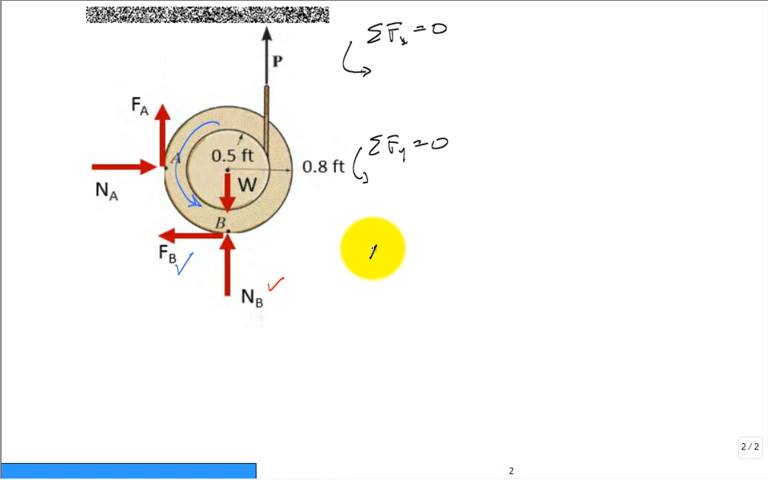 ΣFx=0
P
FA
ΣFy=0
A
0.5 ft
0.8 ft
NA
W
B
FB
NB
2/2
2